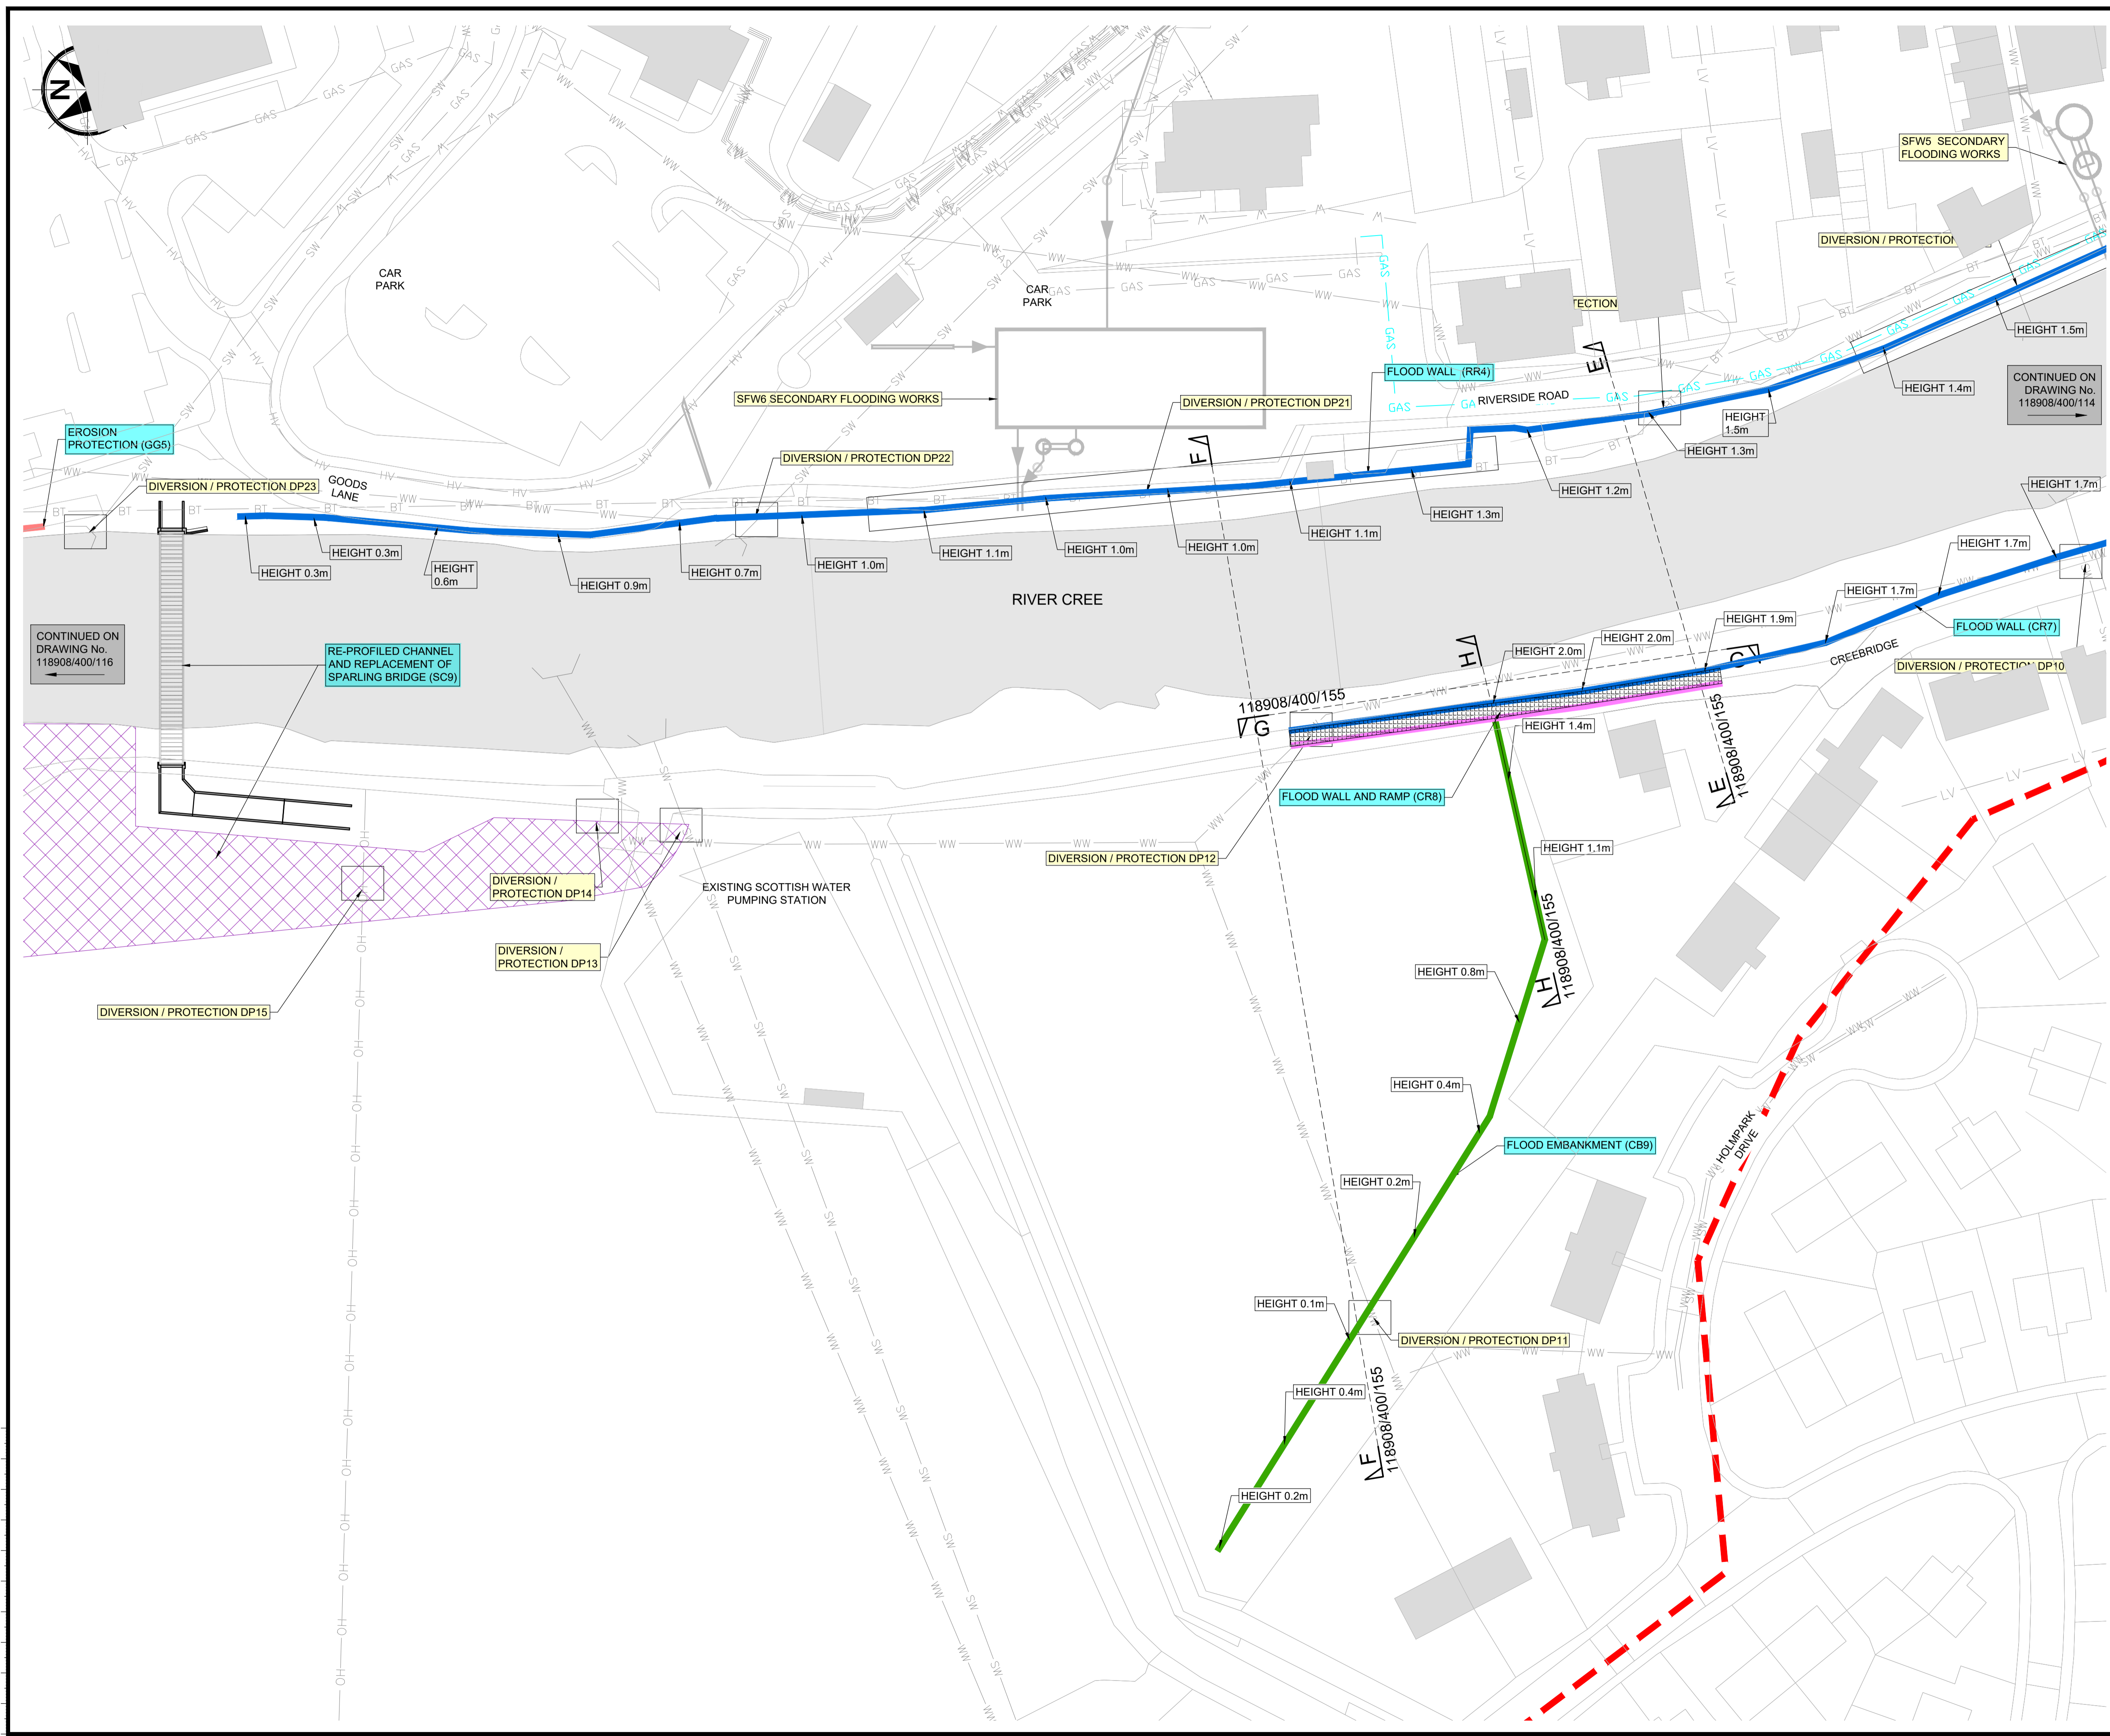 N
CAR
PARK
CAR
PARK
SFW5 SECONDARY
FLOODING WORKS
DIVERSION / PROTECTION
TECTION
HEIGHT 1.5m
FLOOD WALL (RR4)
RIVERSIDE ROAD
HEIGHT 1.4m
CONTINUED ON
DRAWING No.
118908/400/114
SFW6 SECONDARY FLOODING WORKS
DIVERSION / PROTECTION DP21
HEIGHT
1.5m
EROSION
PROTECTION (GG5)
E
F
HEIGHT 1.3m
DIVERSION / PROTECTION DP22
GOODS
LANE
DIVERSION / PROTECTION DP23
HEIGHT 1.2m
HEIGHT 1.7m
HEIGHT 1.3m
HEIGHT 1.1m
HEIGHT 1.7m
HEIGHT 0.3m
HEIGHT 1.1m
HEIGHT 1.0m
HEIGHT 1.0m
HEIGHT 0.3m
HEIGHT
0.6m
HEIGHT 0.9m
HEIGHT 0.7m
HEIGHT 1.0m
RIVER CREE
HEIGHT 1.7m
HEIGHT 1.9m
FLOOD WALL (CR7)
CONTINUED ON
DRAWING No.
118908/400/116
RE-PROFILED CHANNEL
AND REPLACEMENT OF
SPARLING BRIDGE (SC9)
H
HEIGHT 2.0m
HEIGHT 2.0m
G
CREEBRIDGE
DIVERSION / PROTECTION DP10
118908/400/155
G
HEIGHT 1.4m
E
118908/400/155
FLOOD WALL AND RAMP (CR8)
HEIGHT 1.1m
DIVERSION / PROTECTION DP12
DIVERSION /
PROTECTION DP14
EXISTING SCOTTISH WATER
PUMPING STATION
DIVERSION /
PROTECTION DP13
H
118908/400/155
HEIGHT 0.8m
DIVERSION / PROTECTION DP15
HEIGHT 0.4m
FLOOD EMBANKMENT (CB9)
HOLMPARK
DRIVE
HEIGHT 0.2m
HEIGHT 0.1m
DIVERSION / PROTECTION DP11
HEIGHT 0.4m
F
118908/400/155
HEIGHT 0.2m